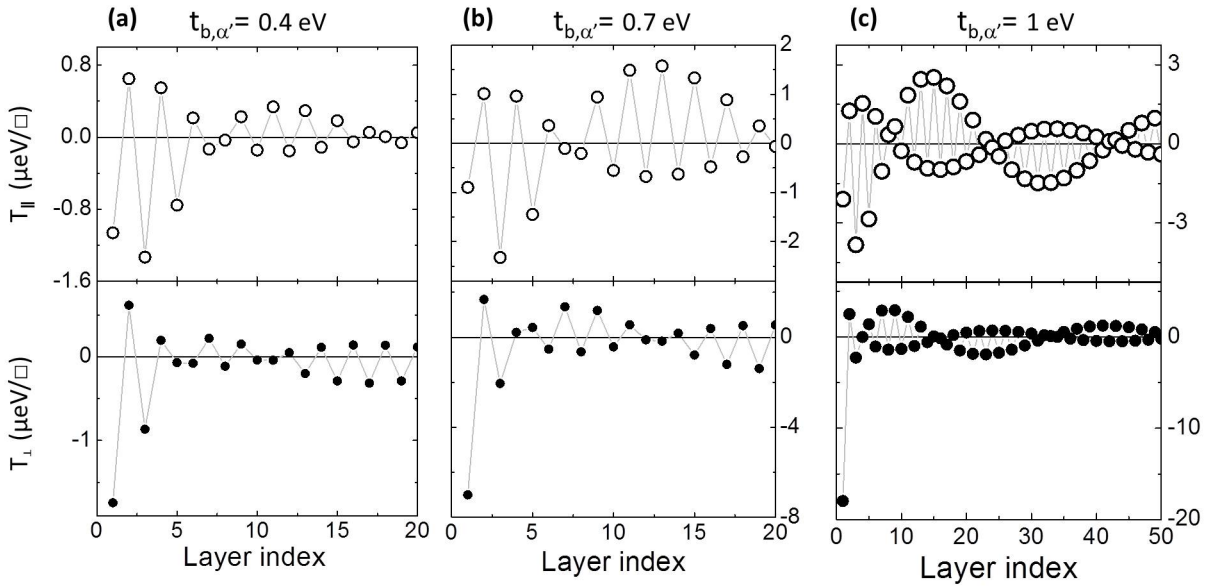 (a) t_b,α′= 0.4 eV (b) t_b,α′= 0.7 eV (c) t_b,α′= 1 eV
T_|| (μeV/□)
0.8
0.0
-0.8
-1.6
2
1
0
-1
-2
3
0
-3
T_⊥ (μeV/□)
0
-1
0
-4
-8
0
-10
-20
0 5 10 15 20
0 5 10 15 20
0 10 20 30 40 50
Layer index Layer index Layer index